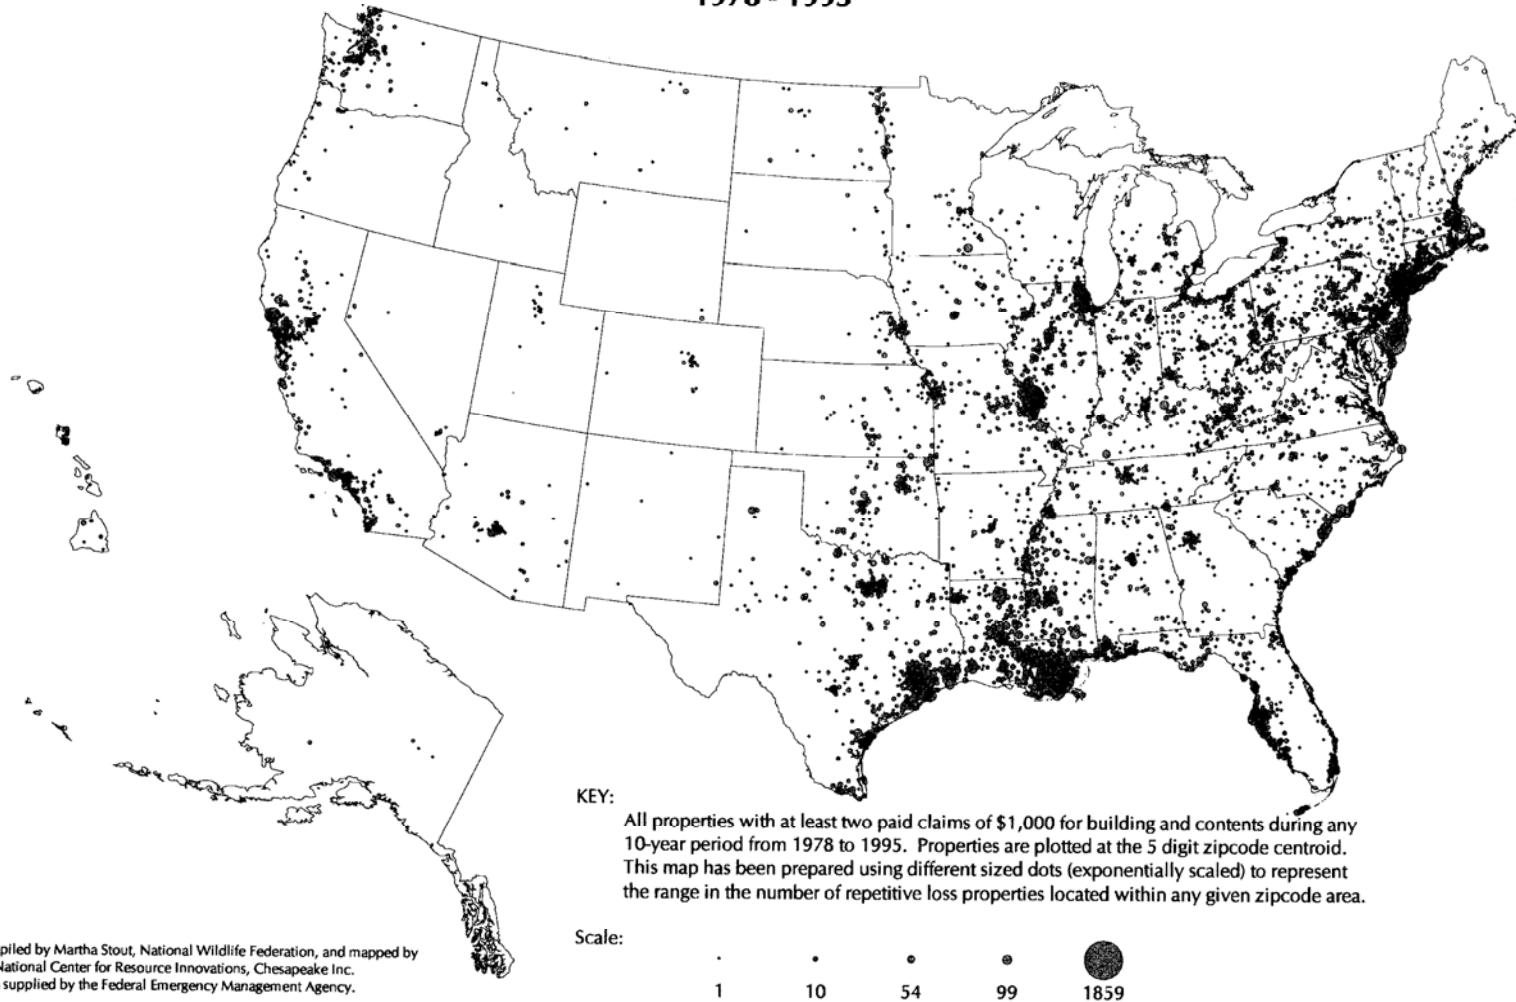 KEY:
All properties with at least two paid claims of $1,000 for building and contents during any
10-year period from 1978 to 1995. Properties are plotted at the 5 digit zipcode centroid.
This map has been prepared using different sized dots (exponentially scaled) to represent
the range in the number of repetitive loss properties located within any given zipcode area.
Scale:
1 10 54 99 1859
piled by Martha Stout, National Wildlife Federation, and mapped by
National Center for Resource Innovations, Chesapeake Inc.
supplied by the Federal Emergency Management Agency.